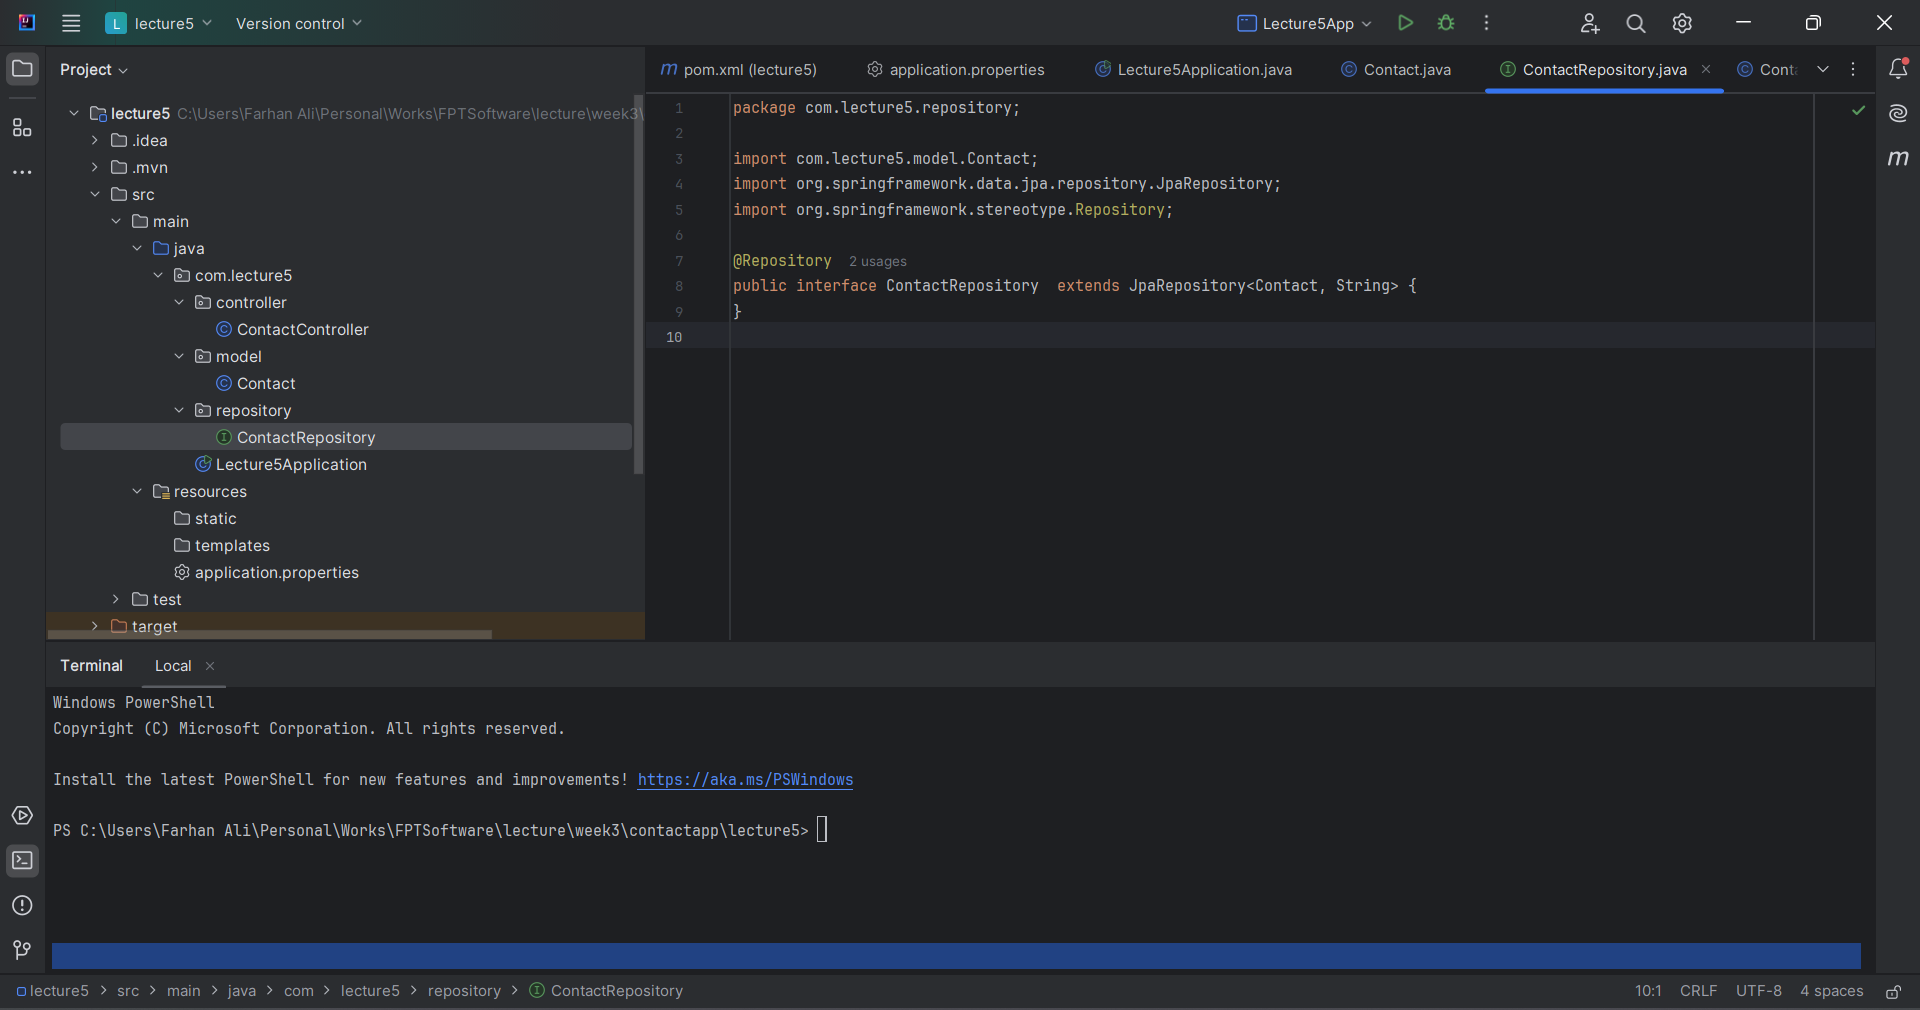 L lecture5 Version control Lecture5App
Project
pom.xml (lecture5) application.properties Lecture5Application.java Contact.java ContactRepository.java
lecture5 C:\Users\Farhan Ali\Personal\Works\FPTSoftware\lecture\week3\
.idea
.mvn
src
main
java
com.lecture5
controller
ContactController
model
Contact
repository
ContactRepository
Lecture5Application
resources
static
templates
application.properties
test
target
1 package com.lecture5.repository;
2
3 import com.lecture5.model.Contact;
4 import org.springframework.data.jpa.repository.JpaRepository;
5 import org.springframework.stereotype.Repository;
6
7 @Repository 2 usages
8 public interface ContactRepository  extends JpaRepository<Contact, String> {
9 }
10
Terminal Local
Windows PowerShell
Copyright (C) Microsoft Corporation. All rights reserved.
Install the latest PowerShell for new features and improvements! https://aka.ms/PSWindows
PS C:\Users\Farhan Ali\Personal\Works\FPTSoftware\lecture\week3\contactapp\lecture5>
lecture5 > src > main > java > com > lecture5 > repository > ContactRepository 10:1 CRLF UTF-8 4 spaces